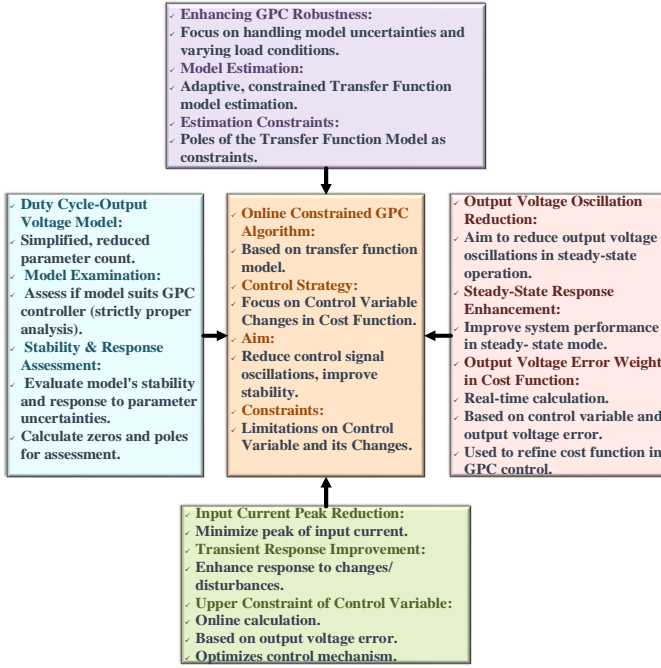 ✓ Enhancing GPC Robustness:
✓ Focus on handling model uncertainties and
varying load conditions.
✓ Model Estimation:
✓ Adaptive, constrained Transfer Function
model estimation.
✓ Estimation Constraints:
✓ Poles of the Transfer Function Model as
constraints.
✓ Duty Cycle-Output
Voltage Model:
✓ Simplified, reduced
parameter count.
✓ Model Examination:
✓ Assess if model suits GPC
controller (strictly proper
analysis).
✓ Stability & Response
Assessment:
✓ Evaluate model's stability
and response to parameter
uncertainties.
✓ Calculate zeros and poles
for assessment.
✓ Online Constrained GPC
Algorithm:
✓ Based on transfer function
model.
✓ Control Strategy:
✓ Focus on Control Variable
Changes in Cost Function.
✓ Aim:
✓ Reduce control signal
oscillations, improve
stability.
✓ Constraints:
✓ Limitations on Control
Variable and its Changes.
✓ Output Voltage Oscillation
Reduction:
✓ Aim to reduce output voltage
oscillations in steady-state
operation.
✓ Steady-State Response
Enhancement:
✓ Improve system performance
in steady- state mode.
✓ Output Voltage Error Weight
in Cost Function:
✓ Real-time calculation.
✓ Based on control variable and
output voltage error.
✓ Used to refine cost function in
GPC control.
✓ Input Current Peak Reduction:
✓ Minimize peak of input current.
✓ Transient Response Improvement:
✓ Enhance response to changes/
disturbances.
✓ Upper Constraint of Control Variable:
✓ Online calculation.
✓ Based on output voltage error.
✓ Optimizes control mechanism.